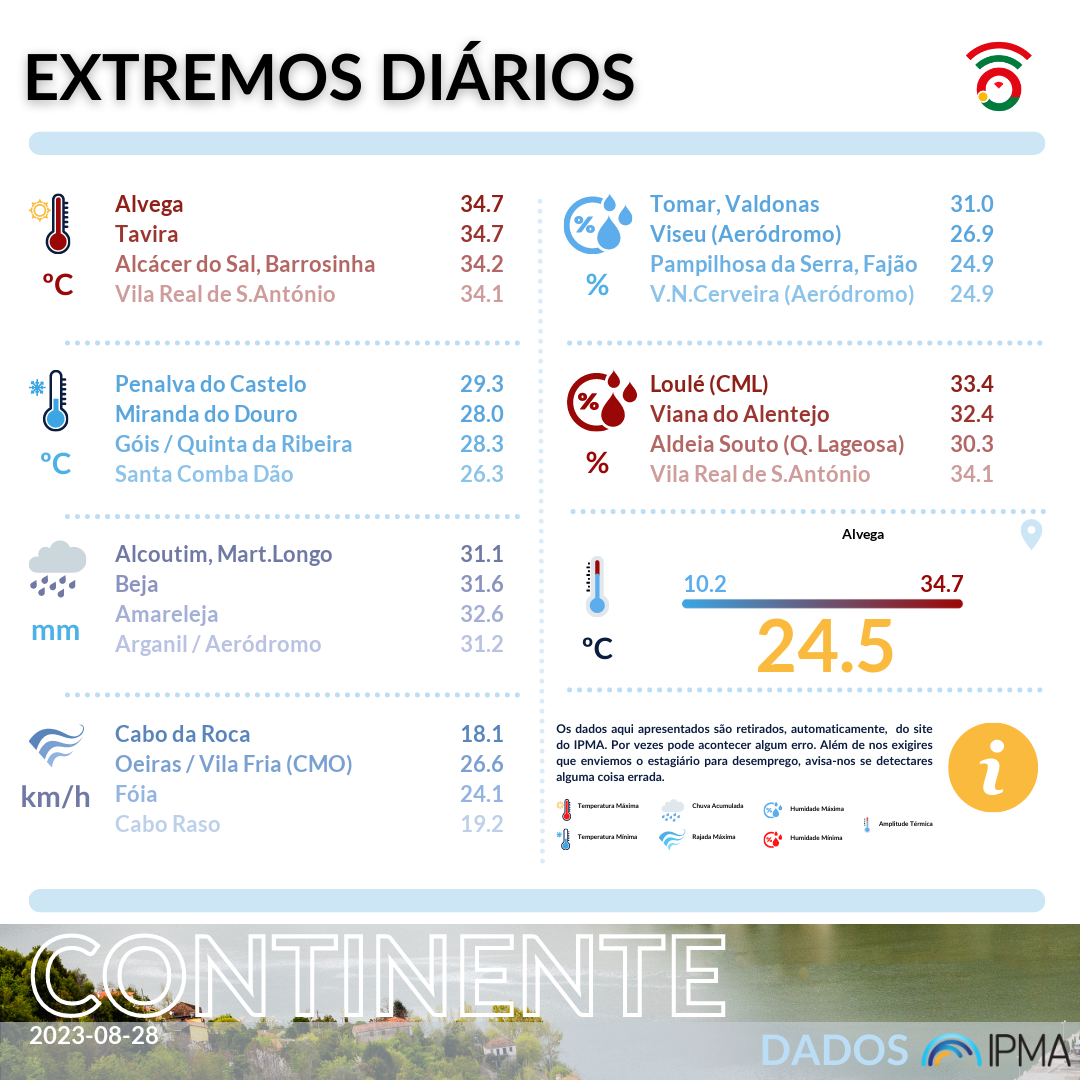 EXTREMOS DIÁRIOS
Alvega 34.7
Tavira 34.7
Alcácer do Sal, Barrosinha 34.2
Vila Real de S.António 34.1
ºC
Penalva do Castelo 29.3
Miranda do Douro 28.0
Góis / Quinta da Ribeira 28.3
Santa Comba Dão 26.3
ºC
Alcoutim, Mart.Longo 31.1
Beja 31.6
Amareleja 32.6
Arganil / Aeródromo 31.2
mm
Cabo da Roca 18.1
Oeiras / Vila Fria (CMO) 26.6
Fóia 24.1
Cabo Raso 19.2
km/h
%
Tomar, Valdonas 31.0
Viseu (Aeródromo) 26.9
Pampilhosa da Serra, Fajão 24.9
V.N.Cerveira (Aeródromo) 24.9
%
%
Loulé (CML) 33.4
Viana do Alentejo 32.4
Aldeia Souto (Q. Lageosa) 30.3
Vila Real de S.António 34.1
%
Alvega
10.2 34.7
24.5
ºC
Os dados aqui apresentados são retirados, automaticamente, do site
do IPMA. Por vezes pode acontecer algum erro. Além de nos exigires
que enviemos o estagiário para desemprego, avisa-nos se detectares
alguma coisa errada.
i
Temperatura Máxima
Chuva Acumulada
Humidade Máxima
Amplitude Térmica
Temperatura Mínima
Rajada Máxima
Humidade Mínima
CONTINENTE
2023-08-28
DADOS IPMA